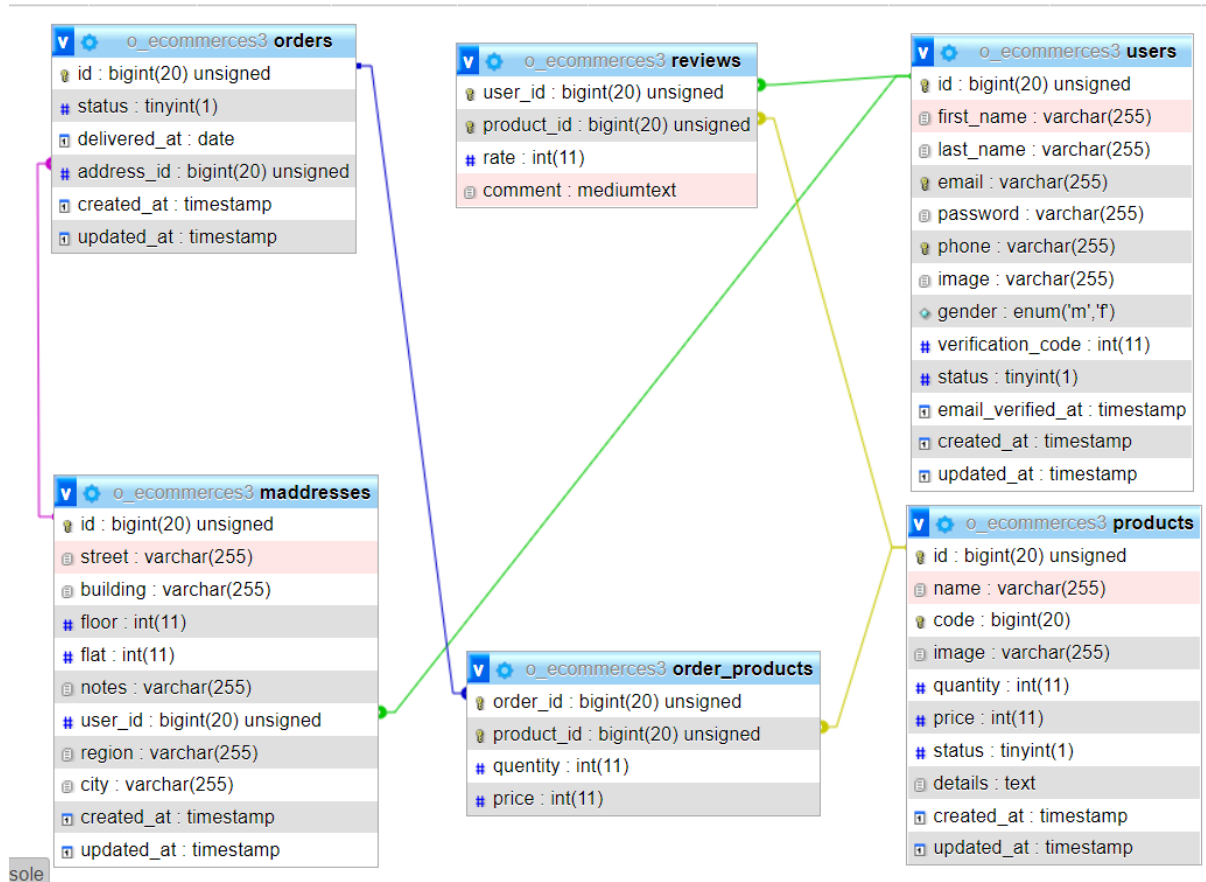 v o_ecommerces3 orders
id : bigint(20) unsigned
# status : tinyint(1)
delivered_at : date
# address_id : bigint(20) unsigned
created_at : timestamp
updated_at : timestamp
v o_ecommerces3 reviews
user_id : bigint(20) unsigned
product_id : bigint(20) unsigned
# rate : int(11)
comment : mediumtext
v o_ecommerces3 users
id : bigint(20) unsigned
first_name : varchar(255)
last_name : varchar(255)
email : varchar(255)
password : varchar(255)
phone : varchar(255)
image : varchar(255)
gender : enum('m','f')
# verification_code : int(11)
# status : tinyint(1)
email_verified_at : timestamp
created_at : timestamp
updated_at : timestamp
v o_ecommerces3 maddresses
id : bigint(20) unsigned
street : varchar(255)
building : varchar(255)
# floor : int(11)
# flat : int(11)
notes : varchar(255)
# user_id : bigint(20) unsigned
region : varchar(255)
city : varchar(255)
created_at : timestamp
updated_at : timestamp
v o_ecommerces3 order_products
order_id : bigint(20) unsigned
product_id : bigint(20) unsigned
# quentity : int(11)
# price : int(11)
v o_ecommerces3 products
id : bigint(20) unsigned
name : varchar(255)
code : bigint(20)
image : varchar(255)
# quantity : int(11)
# price : int(11)
# status : tinyint(1)
details : text
created_at : timestamp
updated_at : timestamp
sole